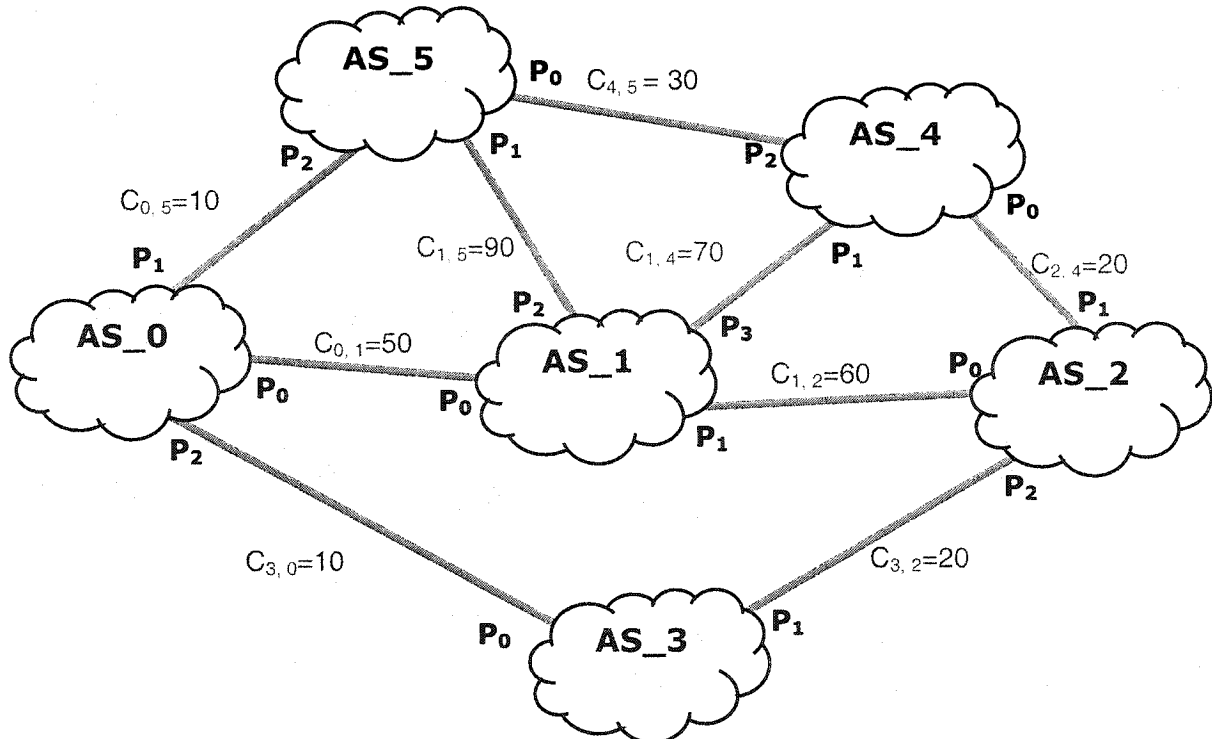 AS_5
P₀
C₄, ₅ = 30
AS_4
P₂
P₁
P₂
P₀
C₀, ₅=10
C₁, ₅=90
C₁, ₄=70
P₁
C₂, ₄=20
P₁
P₂
P₃
P₁
AS_0
C₀, ₁=50
AS_1
C₁, ₂=60
P₀
AS_2
P₀
P₀
P₁
P₂
P₂
C₃, ₀=10
C₃, ₂=20
P₀
AS_3
P₁